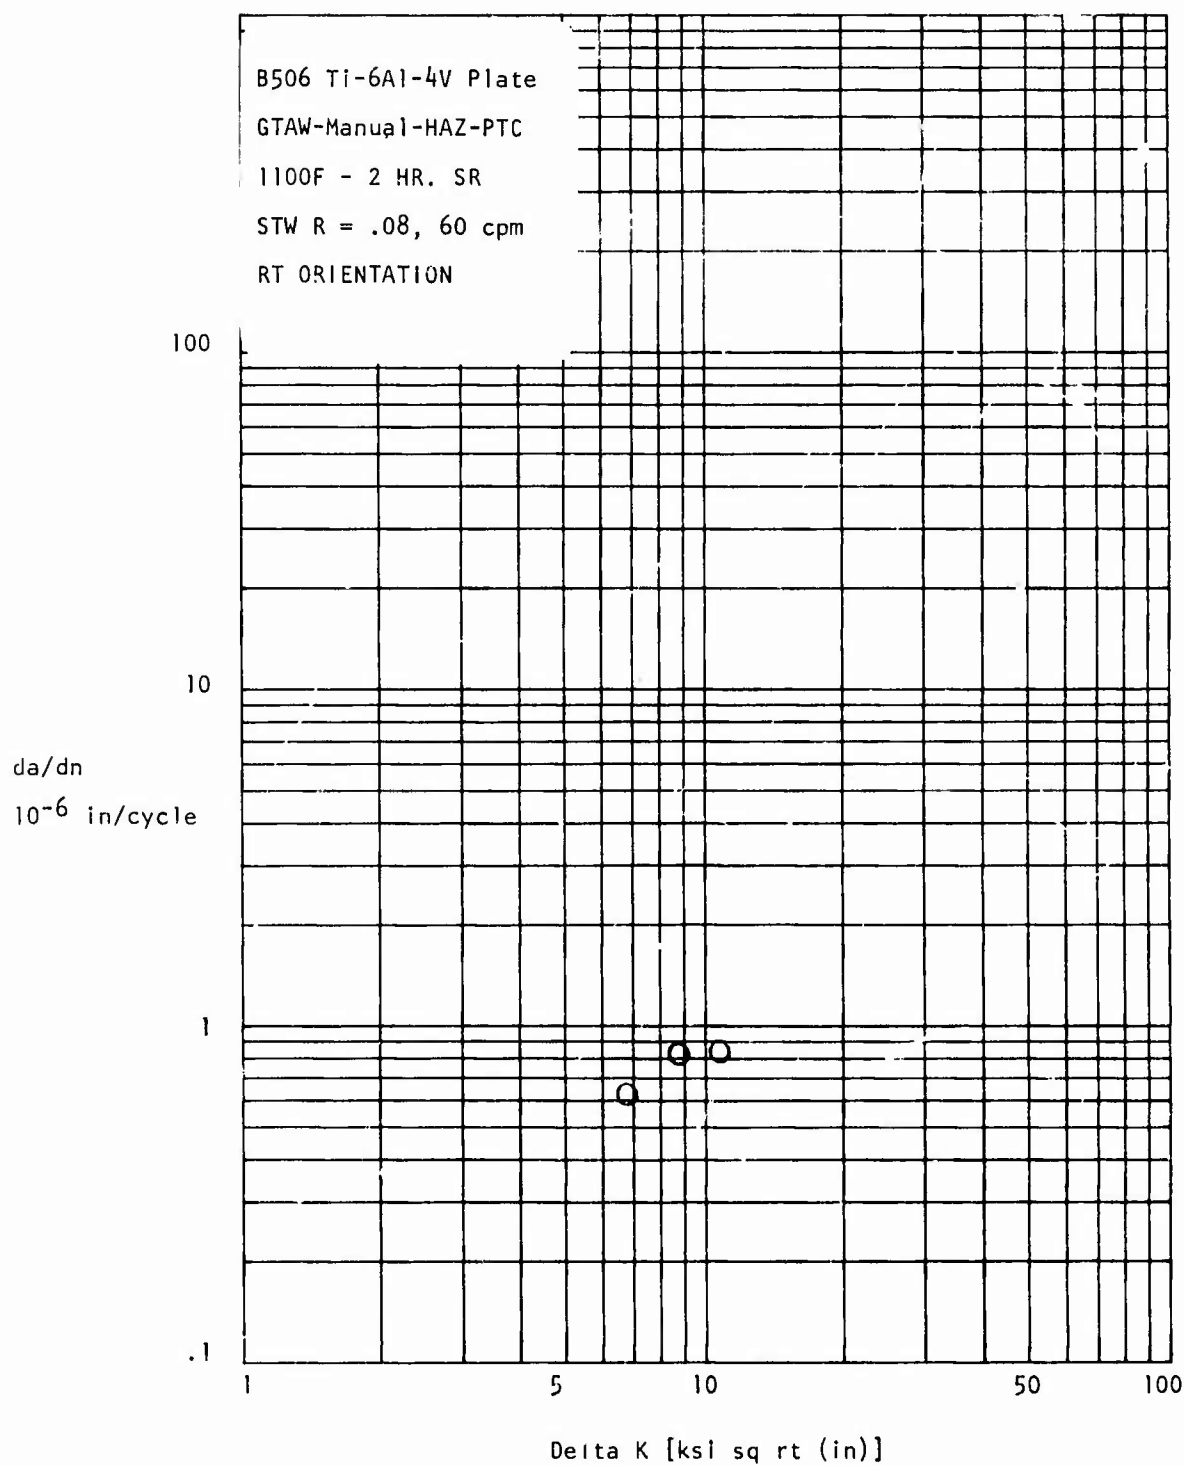 B506 Ti-6Al-4V Plate
GTAW-Manual-HAZ-PTC
1100F - 2 HR. SR
STW R = .08, 60 cpm
RT ORIENTATION
100
10
da/dn
10⁻⁶ in/cycle
1
.1
1 5 10 50 100
Delta K [ksi sq rt (in)]